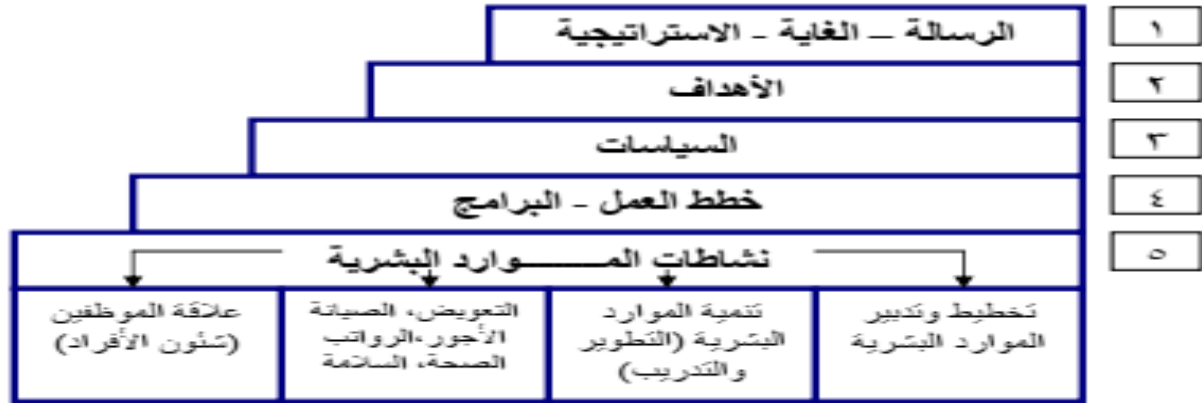 الرسالة – الغاية - الاستراتيجية
١
الأهداف
٢
السياسات
٣
خطط العمل - البرامج
٤
نشاطات المـــــوارد البشرية
٥
تخطيط وتدبير
الموارد البشرية
تنمية الموارد
البشرية (التطوير
والتدريب)
التعويض، الصيانة
الأجور،الرواتب
الصحة، السلامة
علاقة الموظفين
(شئون الأفراد)